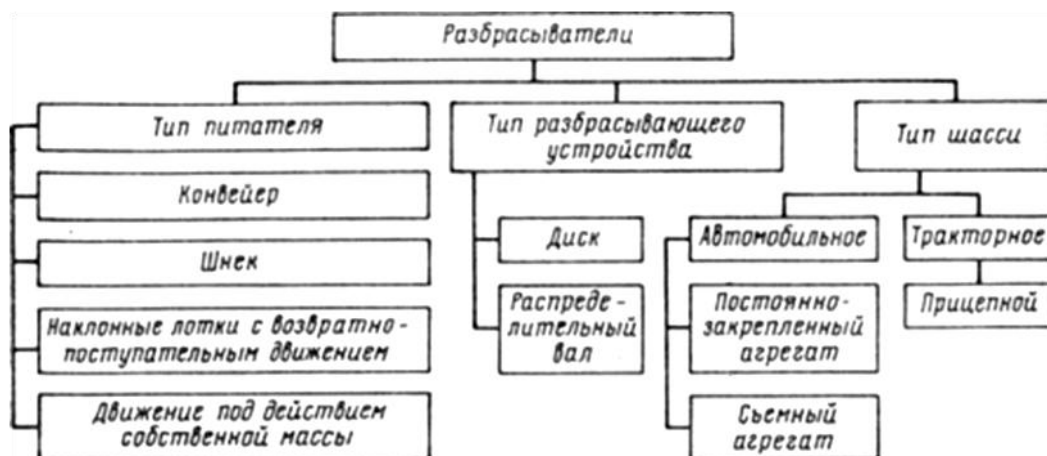 Разбрасыватели
Тип питателя
Конвейер
Шнек
Наклонные лотки с возвратно-
поступательным движением
Движение под действием
собственной массы
Тип разбрасывающего
устройства
Диск
Распреде-
лительный
вал
Тип шасси
Автомобильное
Постоянно-
закрепленный
агрегат
Съемный
агрегат
Тракторное
Прицепной